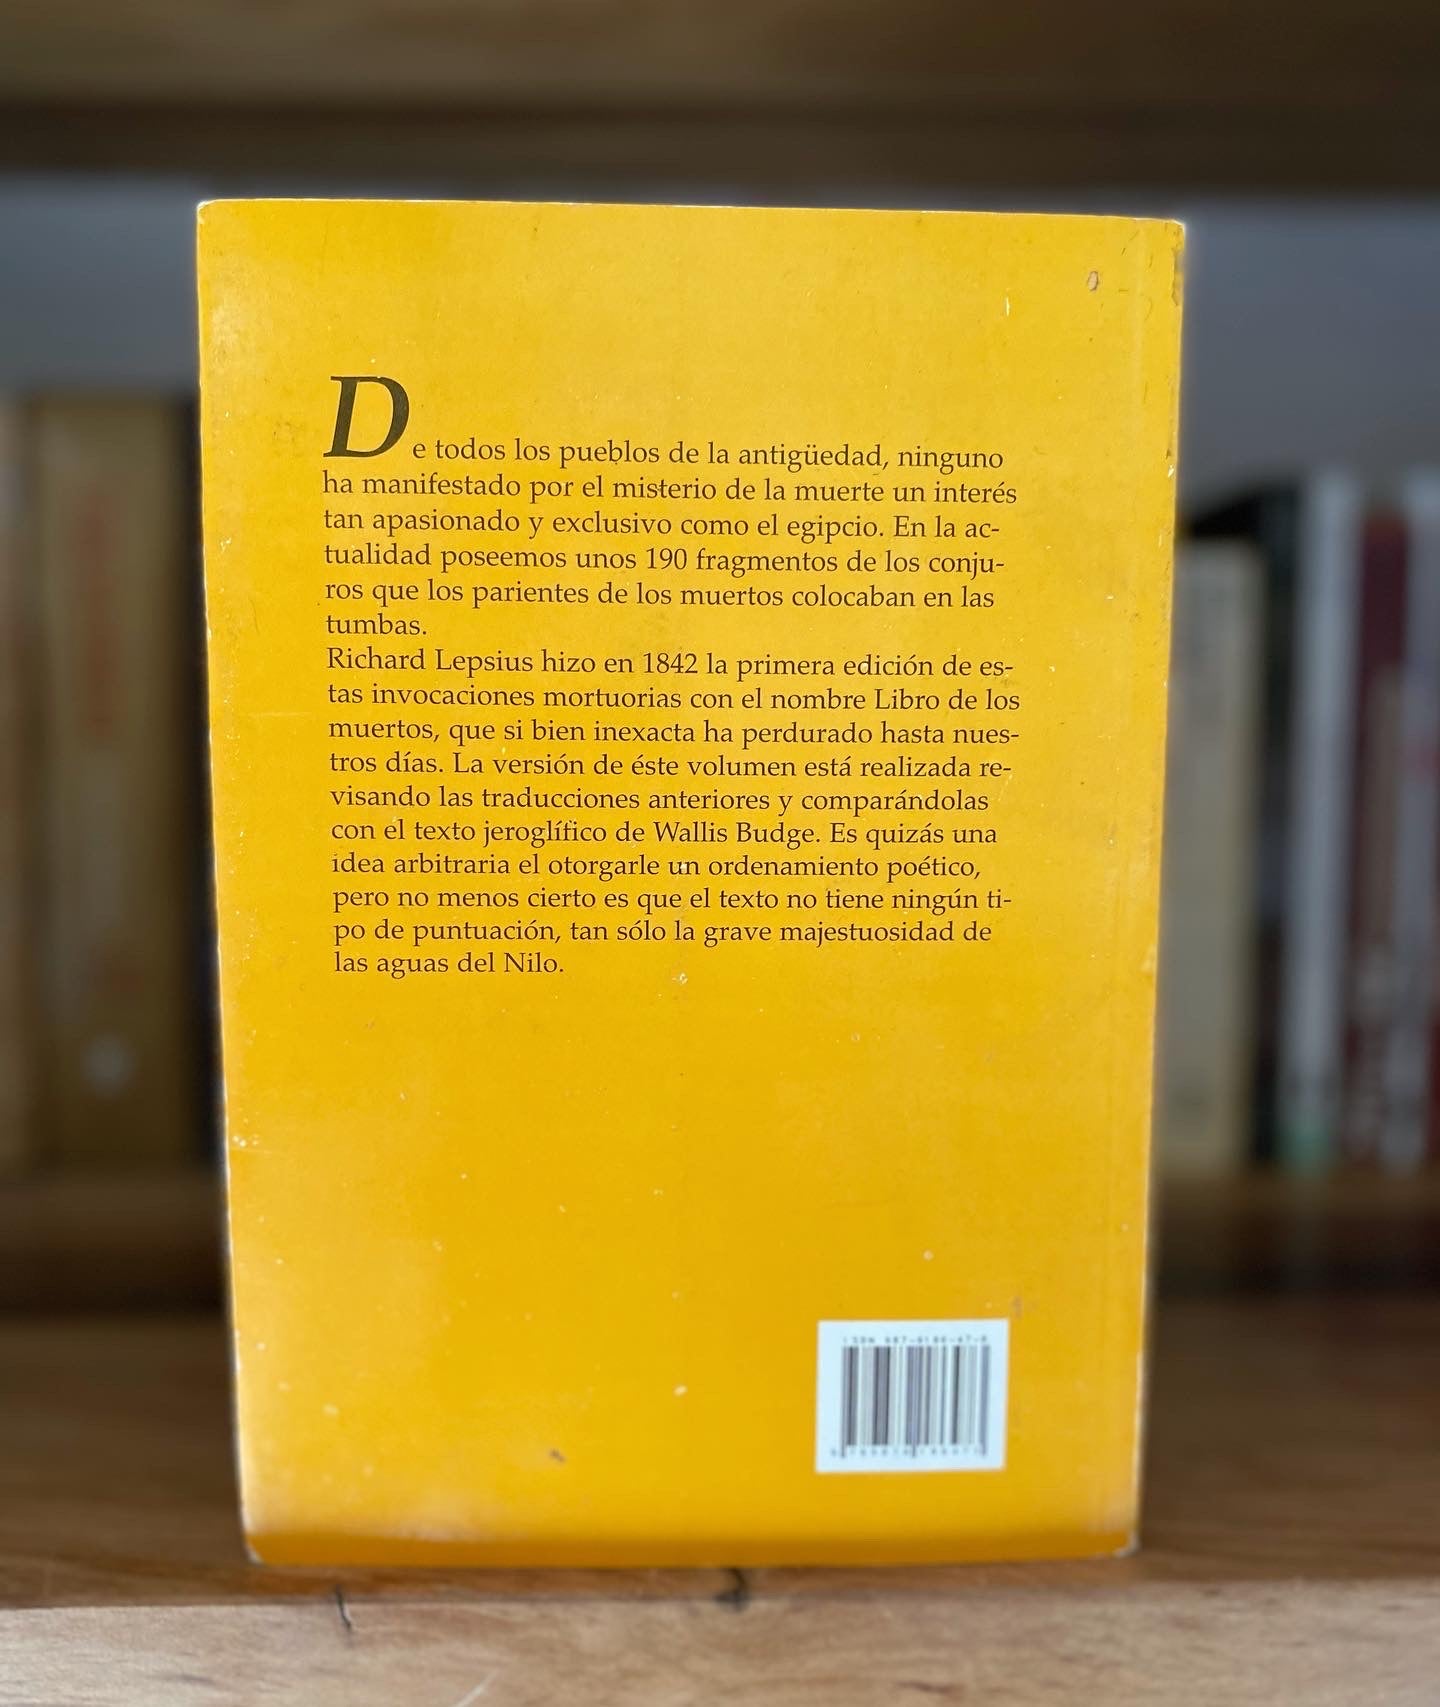 De todos los pueblos de la antigüedad, ninguno
ha manifestado por el misterio de la muerte un interés
tan apasionado y exclusivo como el egipcio. En la ac-
tualidad poseemos unos 190 fragmentos de los conju-
ros que los parientes de los muertos colocaban en las
tumbas.
Richard Lepsius hizo en 1842 la primera edición de es-
tas invocaciones mortuorias con el nombre Libro de los
muertos, que si bien inexacta ha perdurado hasta nues-
tros días. La versión de éste volumen está realizada re-
visando las traducciones anteriores y comparándolas
con el texto jeroglífico de Wallis Budge. Es quizás una
idea arbitraria el otorgarle un ordenamiento poético,
pero no menos cierto es que el texto no tiene ningún ti-
po de puntuación, tan sólo la grave majestuosidad de
las aguas del Nilo.
ISBN